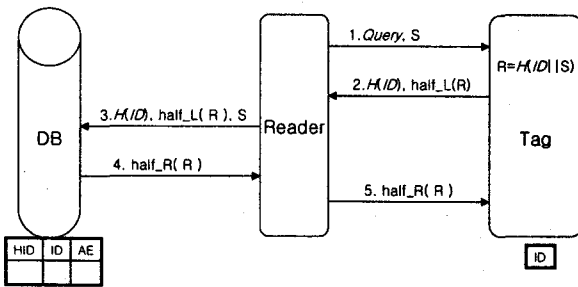 1.Query, S
R=H(ID||S)
2.H(ID), half_L(R)
3.H(ID), half_L( R ), S
Reader
DB
Tag
4. half_R( R )
5. half_R( R )
HID ID AE
ID